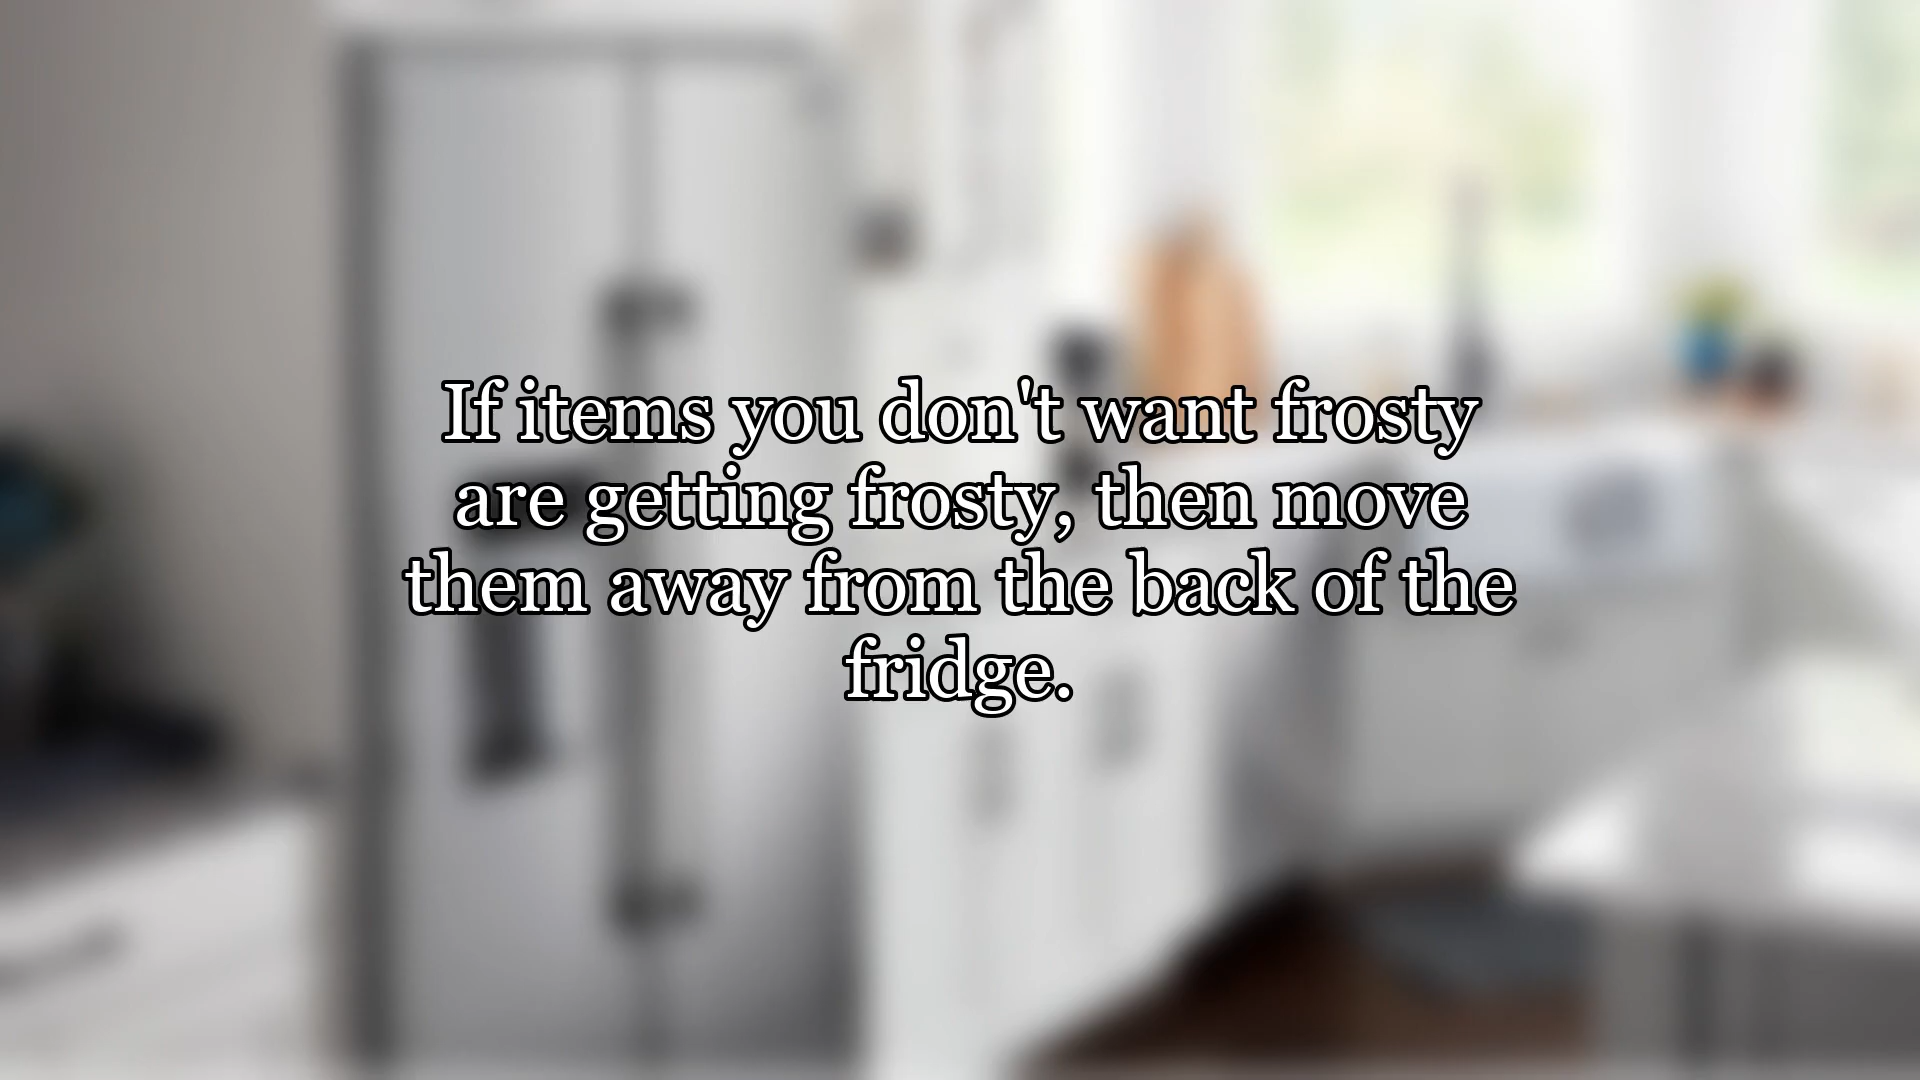 If items you don't want frosty
are getting frosty, then move
them away from the back of the
fridge.